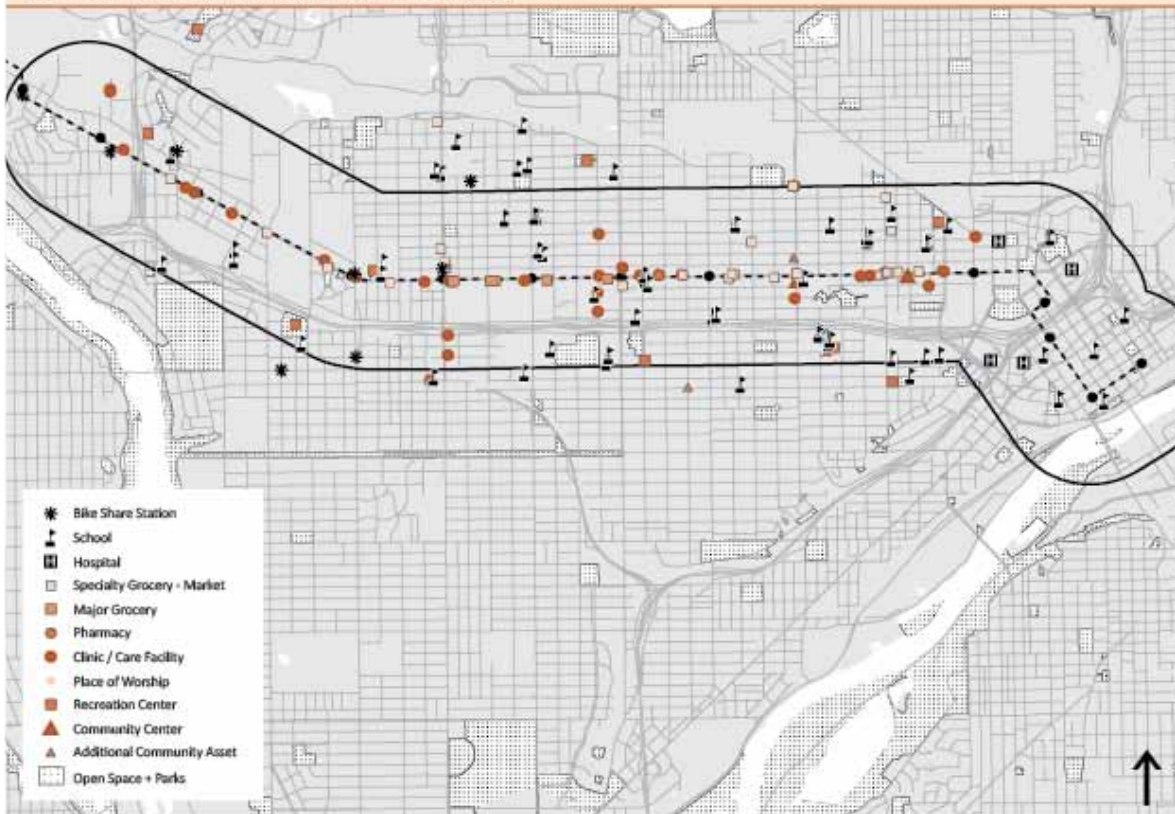 Bike Share Station
School
H Hospital
Specialty Grocery - Market
Major Grocery
Pharmacy
Clinic / Care Facility
Place of Worship
Recreation Center
Community Center
Additional Community Asset
Open Space + Parks
H
H
H
H